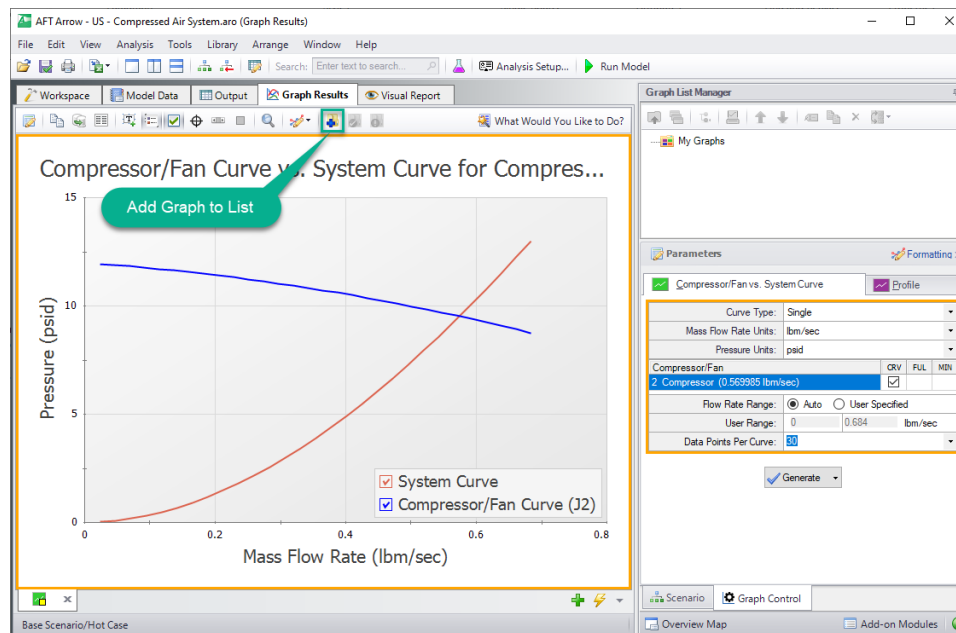 AFT Arrow - US - Compressed Air System.aro (Graph Results)
File Edit View Analysis Tools Library Arrange Window Help
Search: Enter text to search... Analysis Setup... Run Model
Workspace Model Data Output Graph Results Visual Report
What Would You Like to Do?
Compressor/Fan Curve vs. System Curve for Compres...
Add Graph to List
15
10
5
0
Pressure (psid)
System Curve
Compressor/Fan Curve (J2)
0 0.2 0.4 0.6 0.8
Mass Flow Rate (lbm/sec)
Base Scenario/Hot Case
Graph List Manager
My Graphs
Parameters Formatting
Compressor/Fan vs. System Curve Profile
Curve Type: Single
Mass Flow Rate Units: lbm/sec
Pressure Units: psid
Compressor/Fan CRV FUL MIN
2 Compressor (0.569985 lbm/sec)
Flow Rate Range: Auto User Specified
User Range: 0 0.684 lbm/sec
Data Points Per Curve: 30
Generate
Scenario Graph Control
Overview Map Add-on Modules